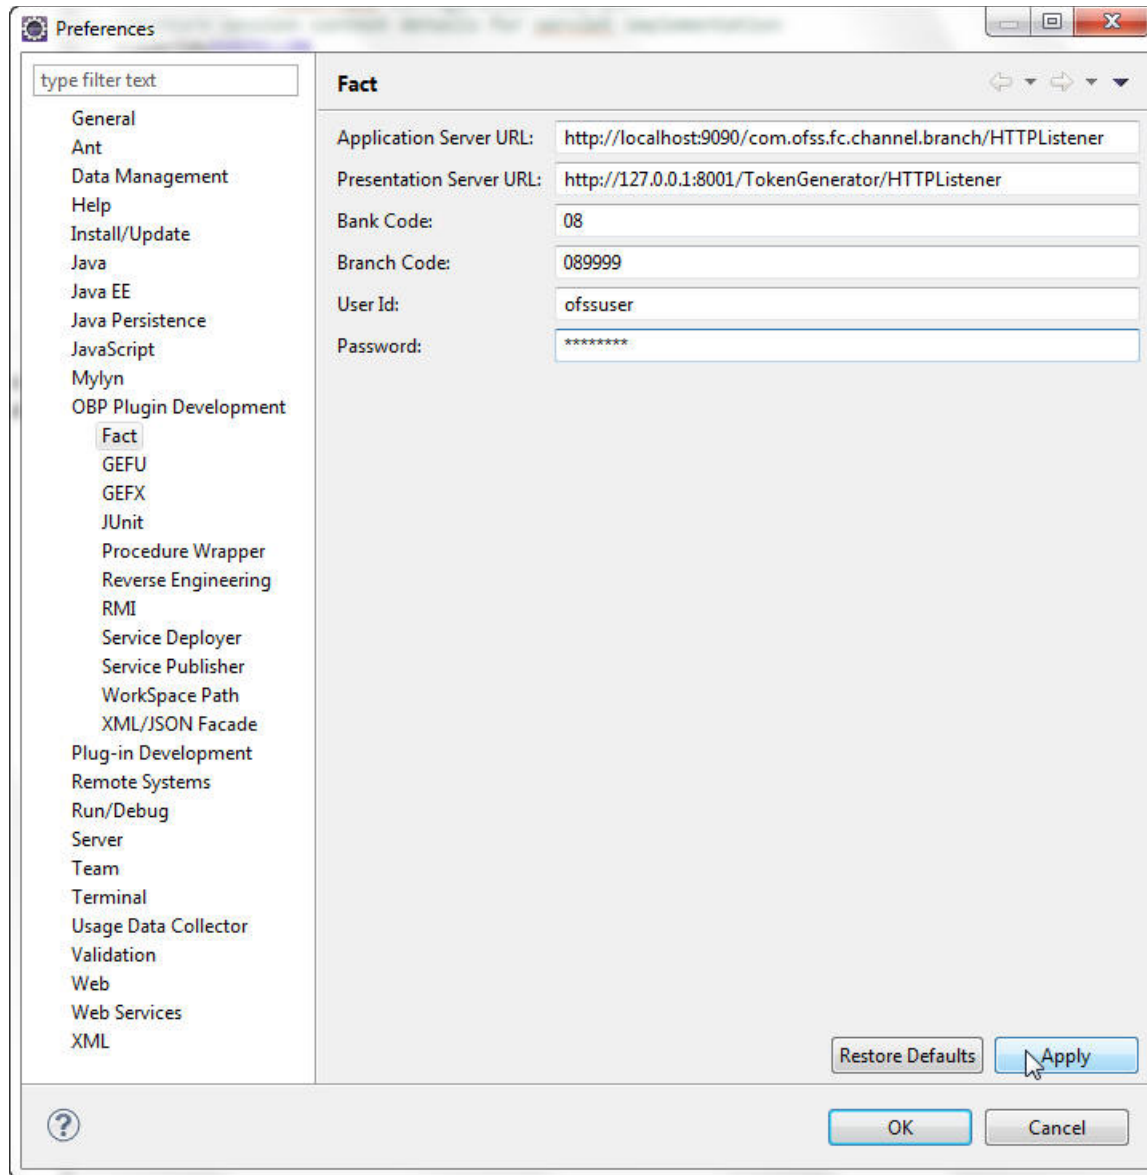 Preferences
type filter text
General
Ant
Data Management
Help
Install/Update
Java
Java EE
Java Persistence
JavaScript
Mylyn
OBP Plugin Development
Fact
GEFU
GEFX
JUnit
Procedure Wrapper
Reverse Engineering
RMI
Service Deployer
Service Publisher
WorkSpace Path
XML/JSON Facade
Plug-in Development
Remote Systems
Run/Debug
Server
Team
Terminal
Usage Data Collector
Validation
Web
Web Services
XML
Fact
Application Server URL: http://localhost:9090/com.ofss.fc.channel.branch/HTTPListener
Presentation Server URL: http://127.0.0.1:8001/TokenGenerator/HTTPListener
Bank Code: 08
Branch Code: 089999
User Id: ofssuser
Password: ********
Restore Defaults Apply
OK Cancel